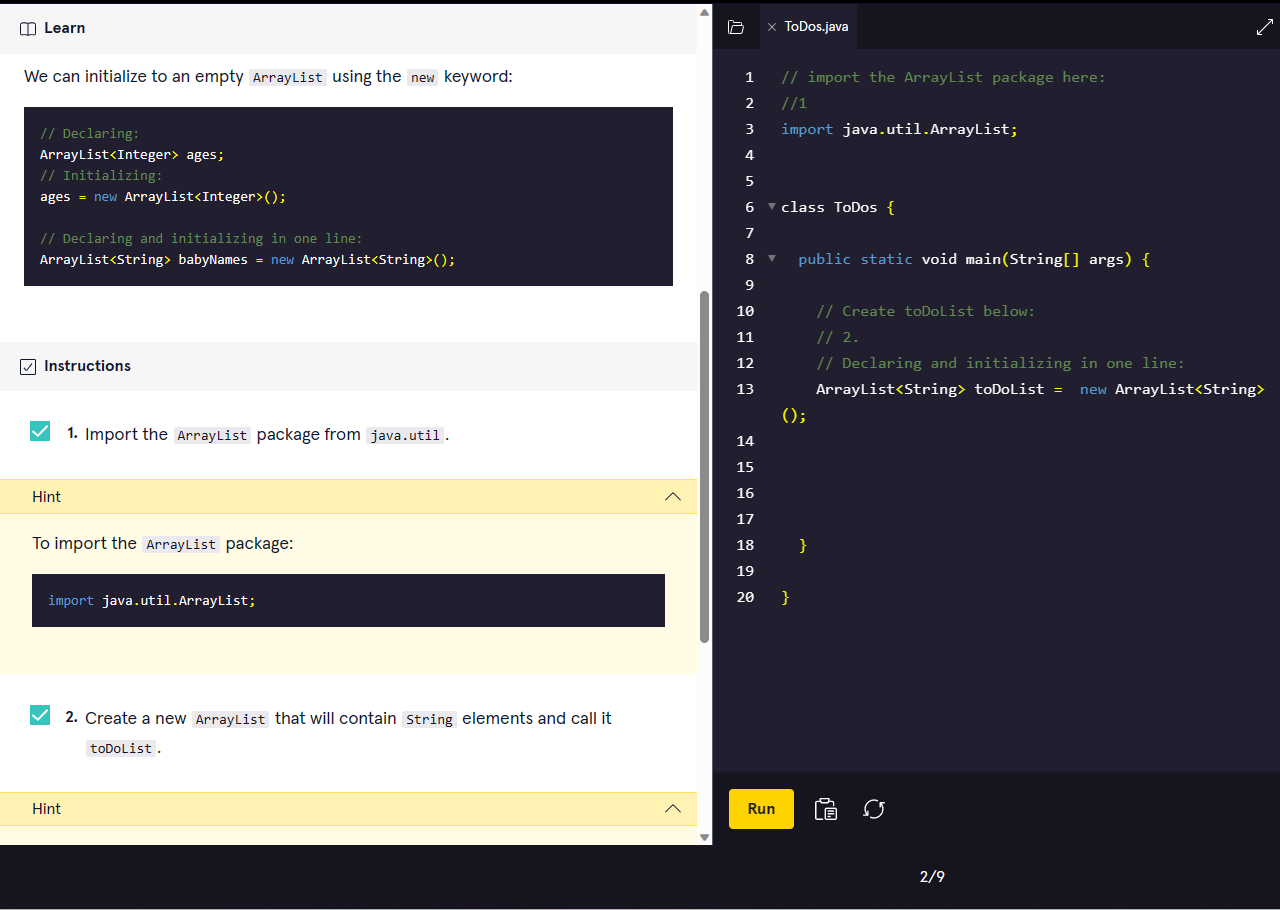 Learn
We can initialize to an empty ArrayList using the new keyword:
// Declaring:
ArrayList<Integer> ages;
// Initializing:
ages = new ArrayList<Integer>();
// Declaring and initializing in one line:
ArrayList<String> babyNames = new ArrayList<String>();
Instructions
1. Import the ArrayList package from java.util.
Hint
To import the ArrayList package:
import java.util.ArrayList;
2. Create a new ArrayList that will contain String elements and call it
toDoList.
Hint
ToDos.java
1 // import the ArrayList package here:
2 //1
3 import java.util.ArrayList;
4
5
6 class ToDos {
7
8 public static void main(String[] args) {
9
10 // Create toDoList below:
11 // 2.
12 // Declaring and initializing in one line:
13 ArrayList<String> toDoList =  new ArrayList<String>
();
14
15
16
17
18 }
19
20 }
Run
2/9